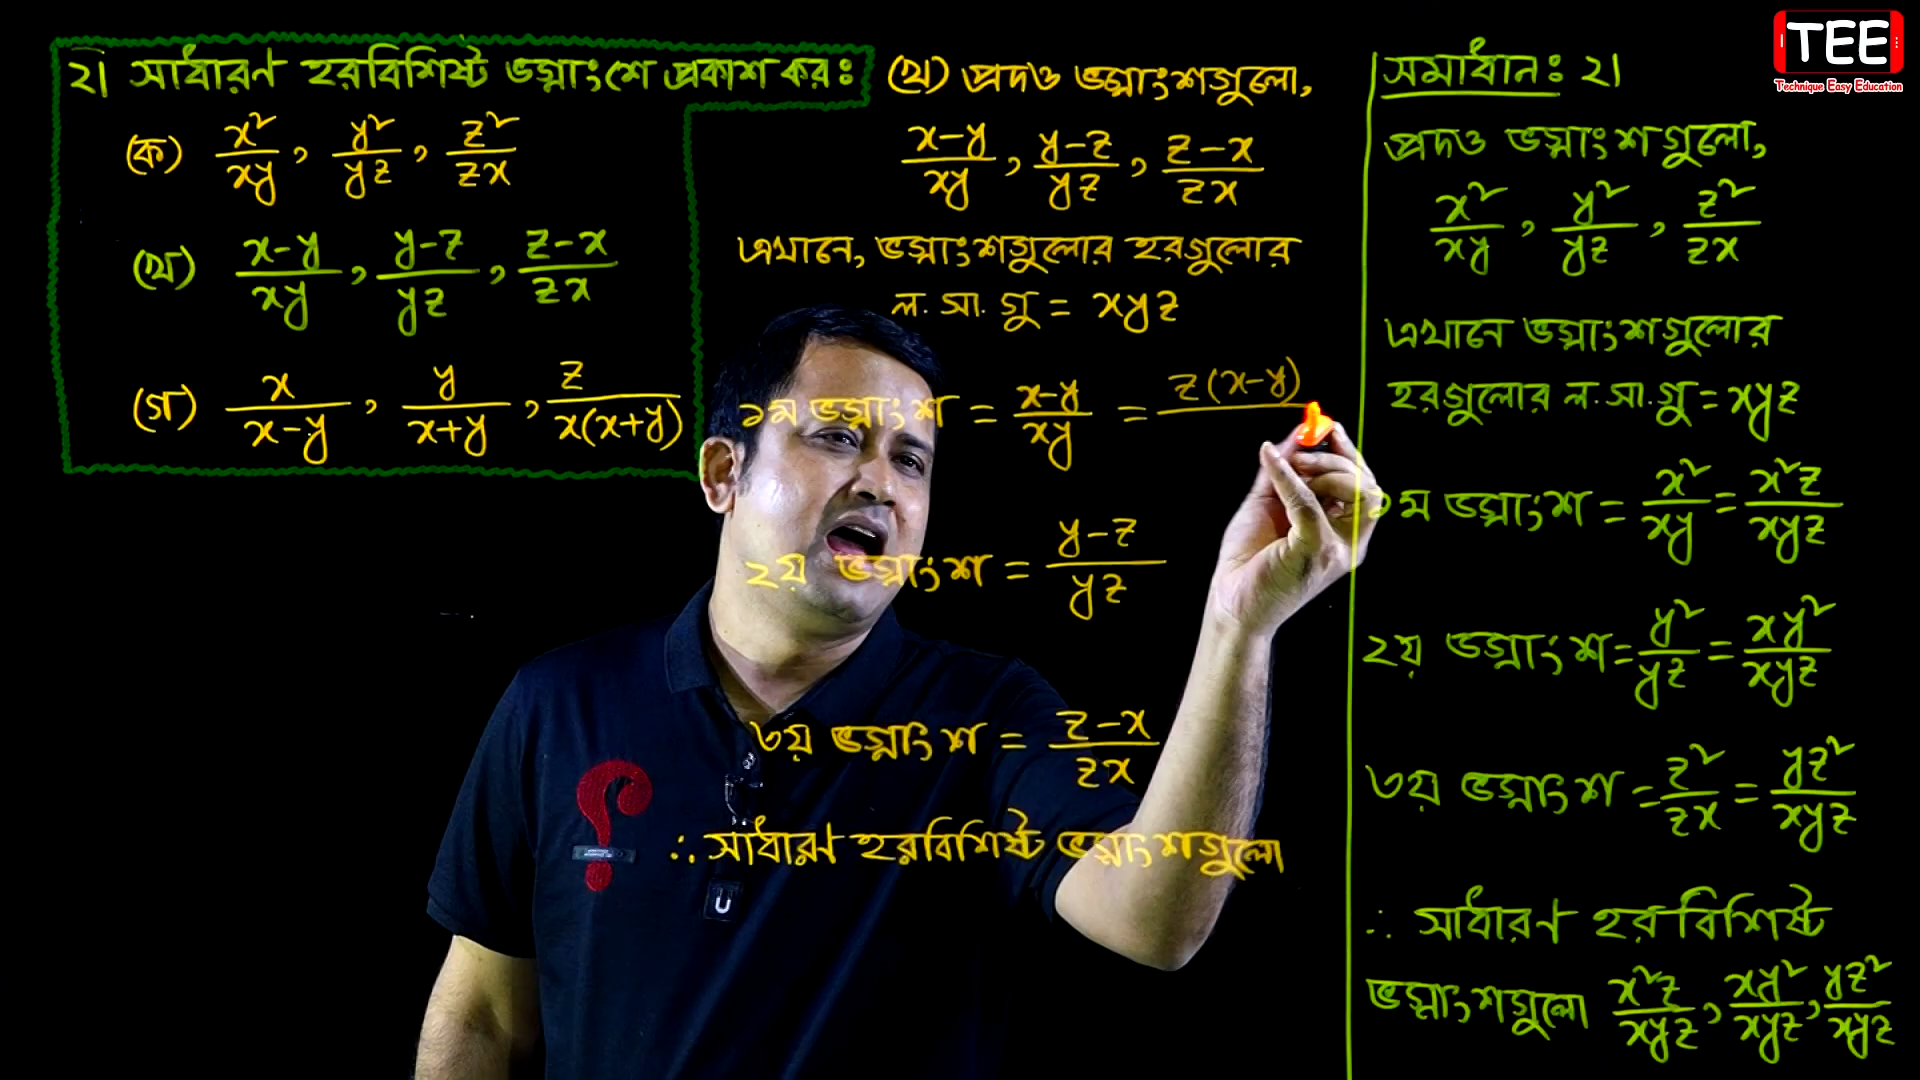 ২। সাধারণ হরবিশিষ্ট ভগ্নাংশে প্রকাশ কর:
(ক) x²/xy, y²/yz, z²/zx
(খ) x-y/xy, y-z/yz, z-x/zx
(গ) x/x-y, y/x+y, z/x(x+y)
(খ) প্রদত্ত ভগ্নাংশগুলো,
x-y/xy, y-z/yz, z-x/zx
এখানে, ভগ্নাংশগুলোর হরগুলোর
ল. সা. গু = xyz
১ম ভগ্নাংশ = x-y/xy = z(x-y)
২য় ভগ্নাংশ = y-z/yz
৩য় ভগ্নাংশ = z-x/zx
∴ সাধারণ হরবিশিষ্ট ভগ্নাংশগুলো
সমাধান: ২।
প্রদত্ত ভগ্নাংশগুলো,
x²/xy, y²/yz, z²/zx
এখানে ভগ্নাংশগুলোর
হরগুলোর ল. সা. গু = xyz
১ম ভগ্নাংশ = x²/xy = x²z/xyz
২য় ভগ্নাংশ = y²/yz = xy²/xyz
৩য় ভগ্নাংশ = z²/zx = yz²/xyz
∴ সাধারণ হরবিশিষ্ট
ভগ্নাংশগুলো x²z/xyz, xy²/xyz, yz²/xyz
TEE
Technique Easy Education
U